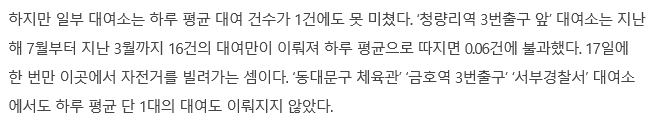 하지만 일부 대여소는 하루 평균 대여 건수가 1건에도 못 미쳤다. ‘청량리역 3번출구 앞’ 대여소는 지난
해 7월부터 지난 3월까지 16건의 대여만이 이뤄져 하루 평균으로 따지면 0.06건에 불과했다. 17일에
한 번만 이곳에서 자전거를 빌려가는 셈이다. ‘동대문구 체육관’ ‘금호역 3번출구’ ‘서부경찰서’ 대여소
에서도 하루 평균 단 1대의 대여도 이뤄지지 않았다.